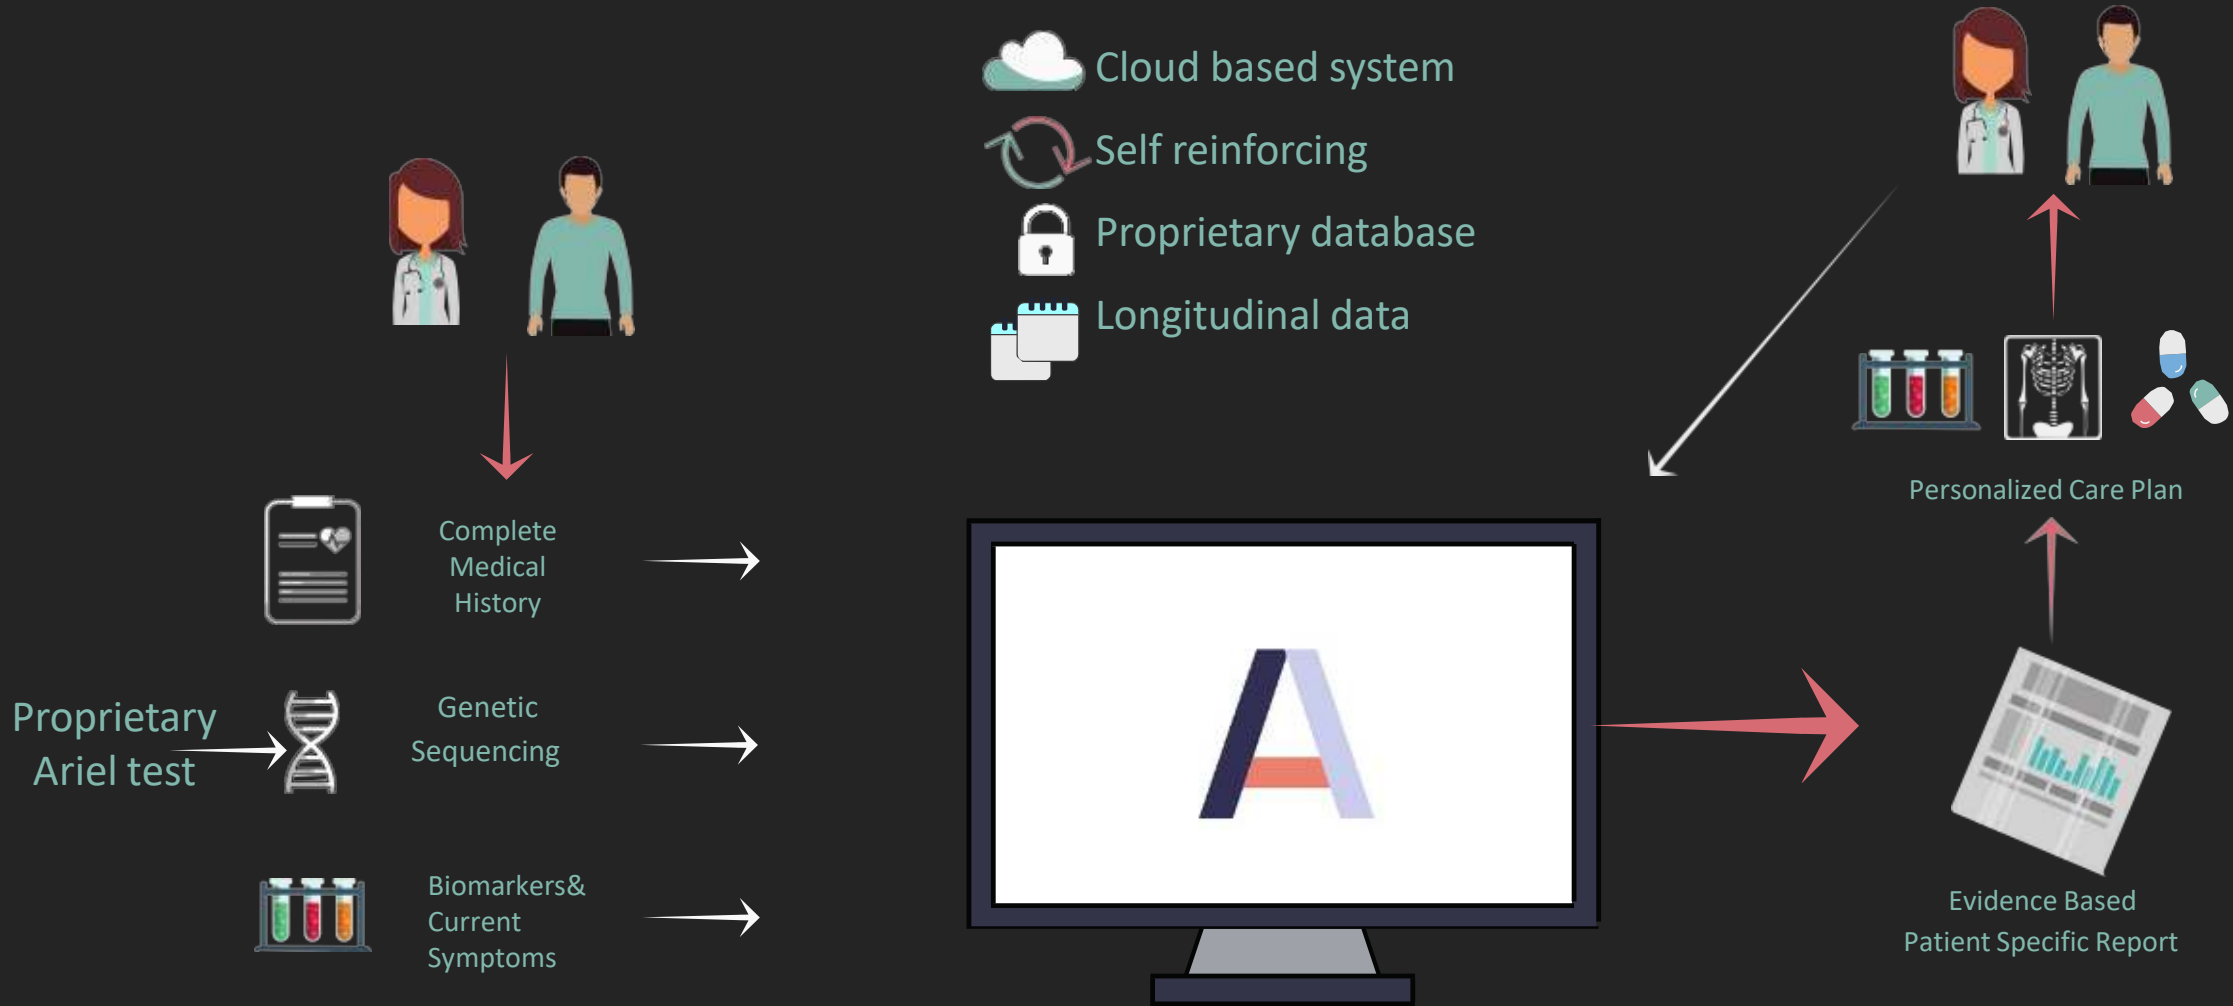 Cloud based system
Self reinforcing
Proprietary database
Longitudinal data
Complete
Medical
History
Proprietary
Ariel test
Genetic
Sequencing
Biomarkers&
Current
Symptoms
Personalized Care Plan
Evidence Based
Patient Specific Report